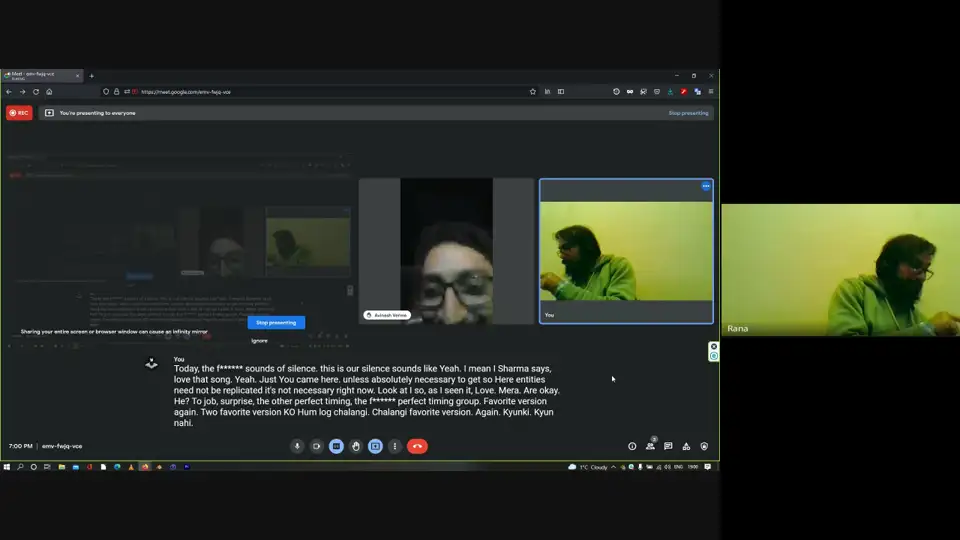 Meet - emv-fwjq-vce
https://meet.google.com/emv-fwjq-vce
REC
You're presenting to everyone
Stop presenting
Sharing your entire screen or browser window can cause an infinity mirror
Stop presenting
Ignore
Avinash Verma
You
Rana
You
Today, the f****** sounds of silence. this is our silence sounds like Yeah. I mean I Sharma says,
love that song. Yeah. Just You came here. unless absolutely necessary to get so Here entities
need not be replicated it's not necessary right now. Look at I so, as I seen it, Love. Mera. Are okay.
He? To job, surprise, the other perfect timing, the f****** perfect timing group. Favorite version
again. Two favorite version KO Hum log chalangi. Chalangi favorite version. Again. Kyunki. Kyun
nahi.
7:00 PM | emv-fwjq-vce
1°C Cloudy
ENG
19:00